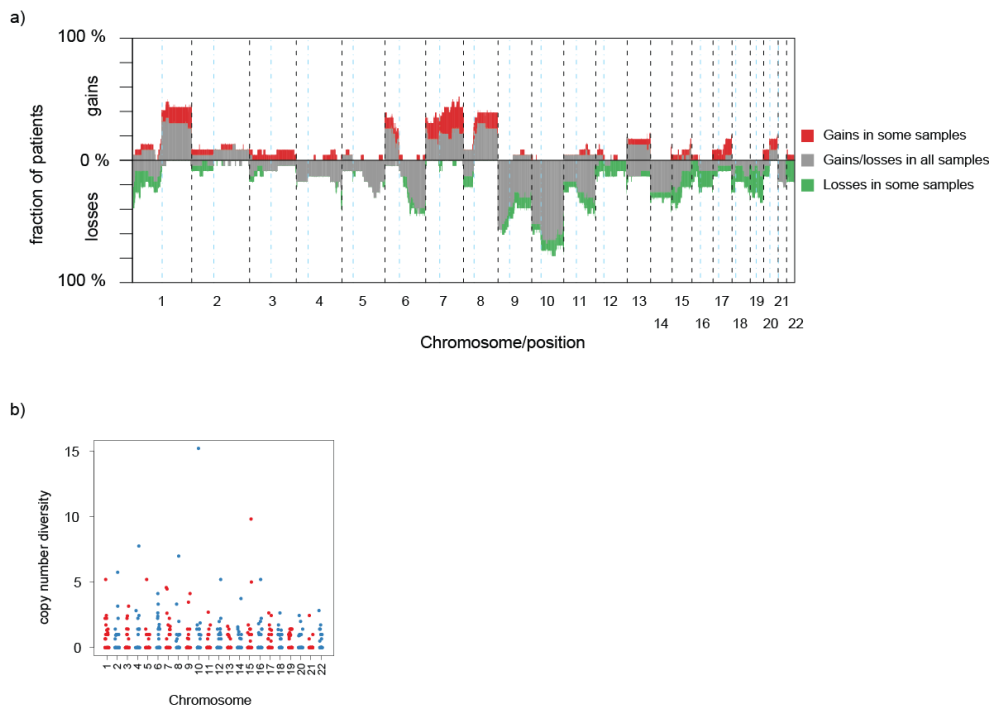 a)
100 %
gains
0 %
fraction of patients
losses
100 %
Gains in some samples
Gains/losses in all samples
Losses in some samples
1 2 3 4 5 6 7 8 9 10 11 12 13 15 17 19 21
14 16 18 20 22
Chromosome/position
b)
15
10
5
0
copy number diversity
1 2 3 4 5 6 7 8 9 10 11 12 13 14 15 16 17 18 19 20 21 22
Chromosome